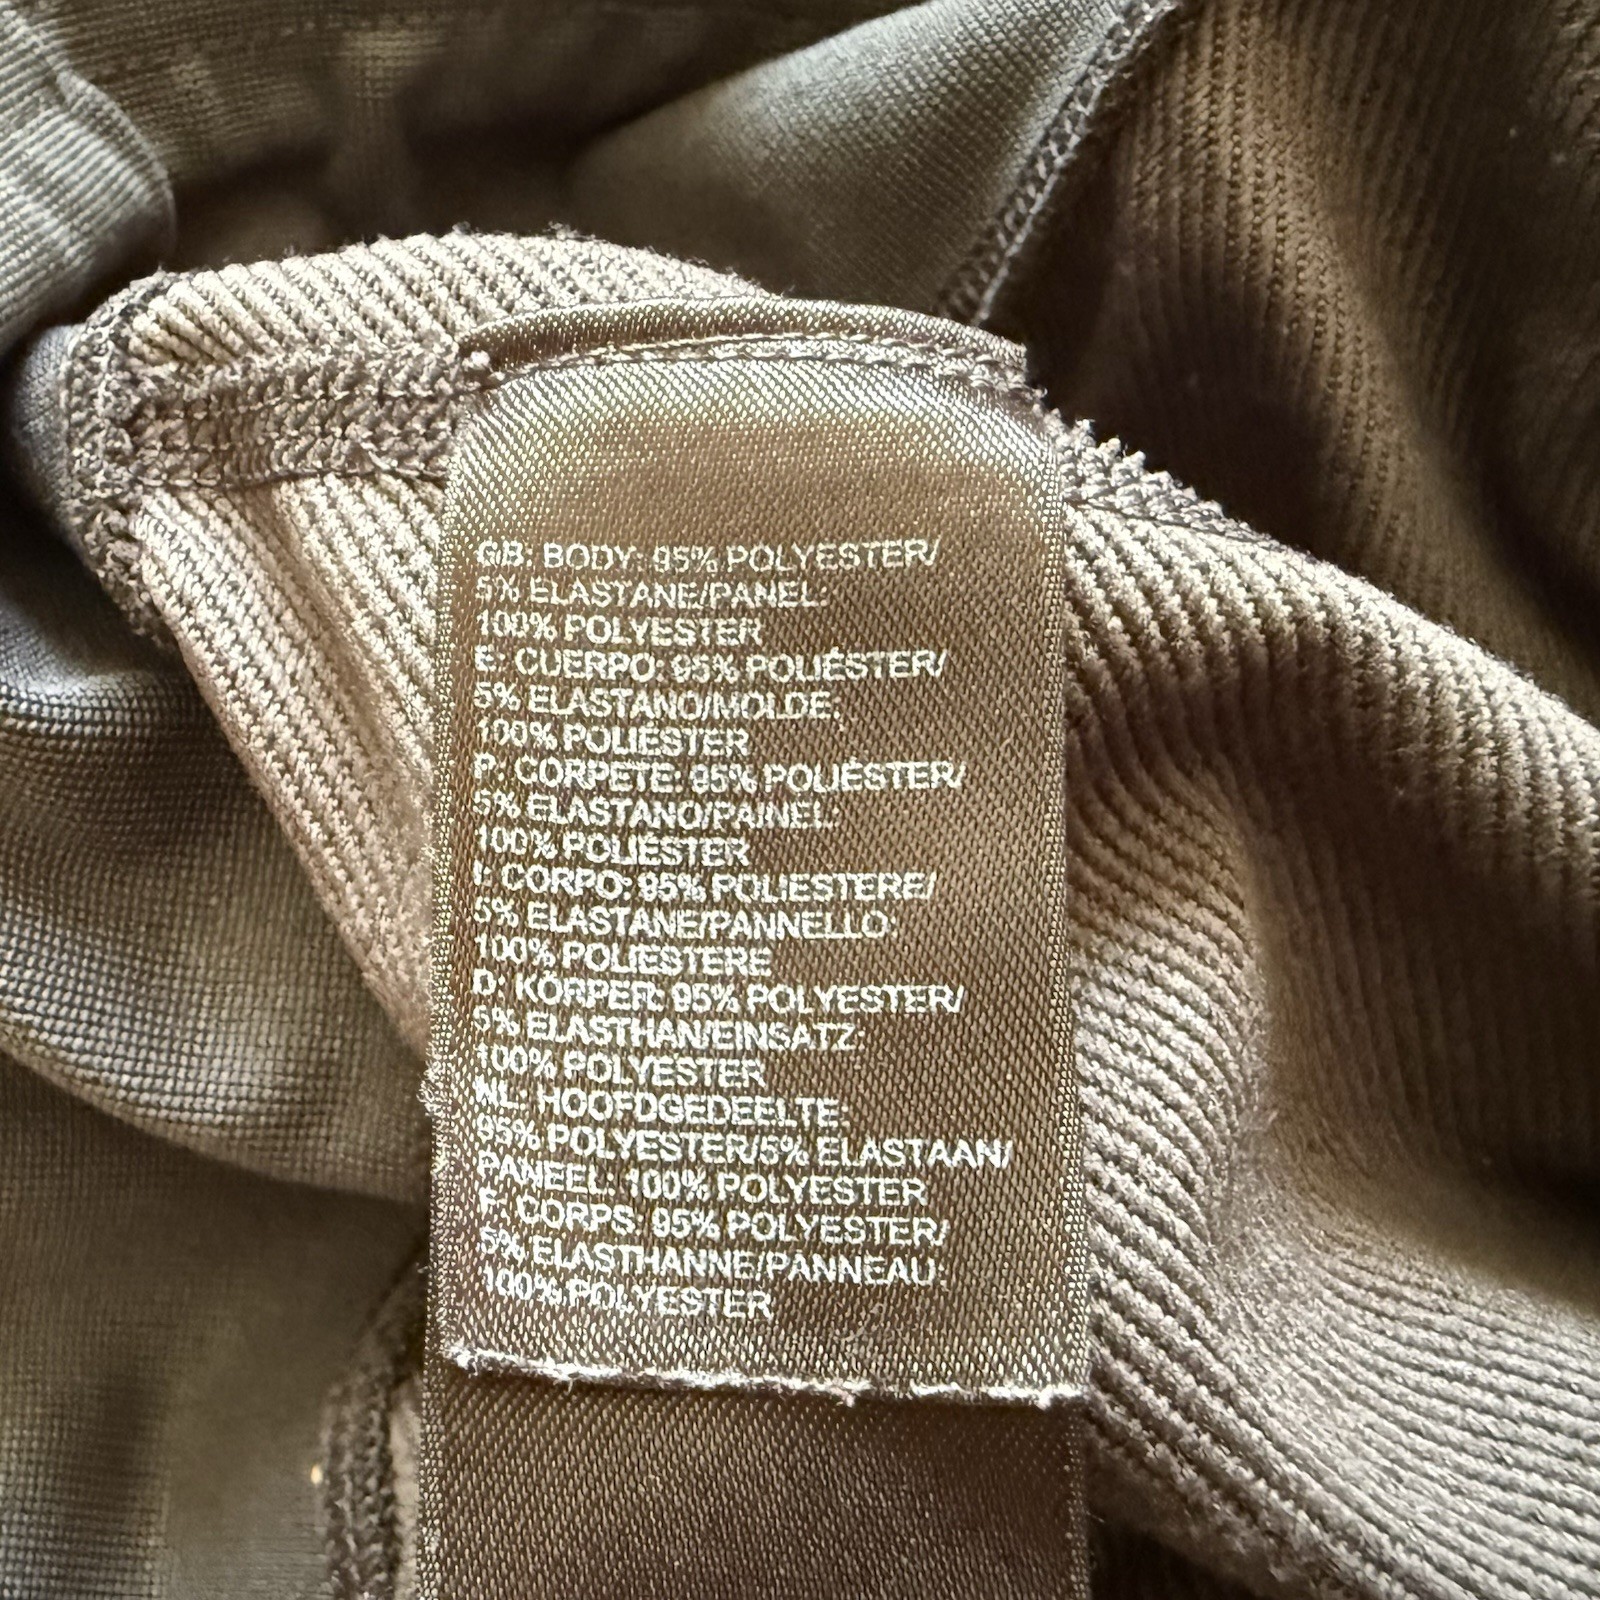 GB: BODY: 95% POLYESTER/
5% ELASTANE/PANEL:
100% POLYESTER
E: CUERPO: 95% POLIÉSTER/
5% ELASTANO/MOLDE:
100% POLIESTER
P: CORPETE: 95% POLIÉSTER/
5% ELASTANO/PAINEL:
100% POLIESTER
I: CORPO: 95% POLIESTERE/
5% ELASTANE/PANNELLO:
100% POLIESTERE
D: KÖRPER: 95% POLYESTER/
5% ELASTHAN/EINSATZ:
100% POLYESTER
NL: HOOFDGEDEELTE:
95% POLYESTER/5% ELASTAAN/
PANEEL: 100% POLYESTER
F: CORPS: 95% POLYESTER/
5% ELASTHANNE/PANNEAU:
100% POLYESTER